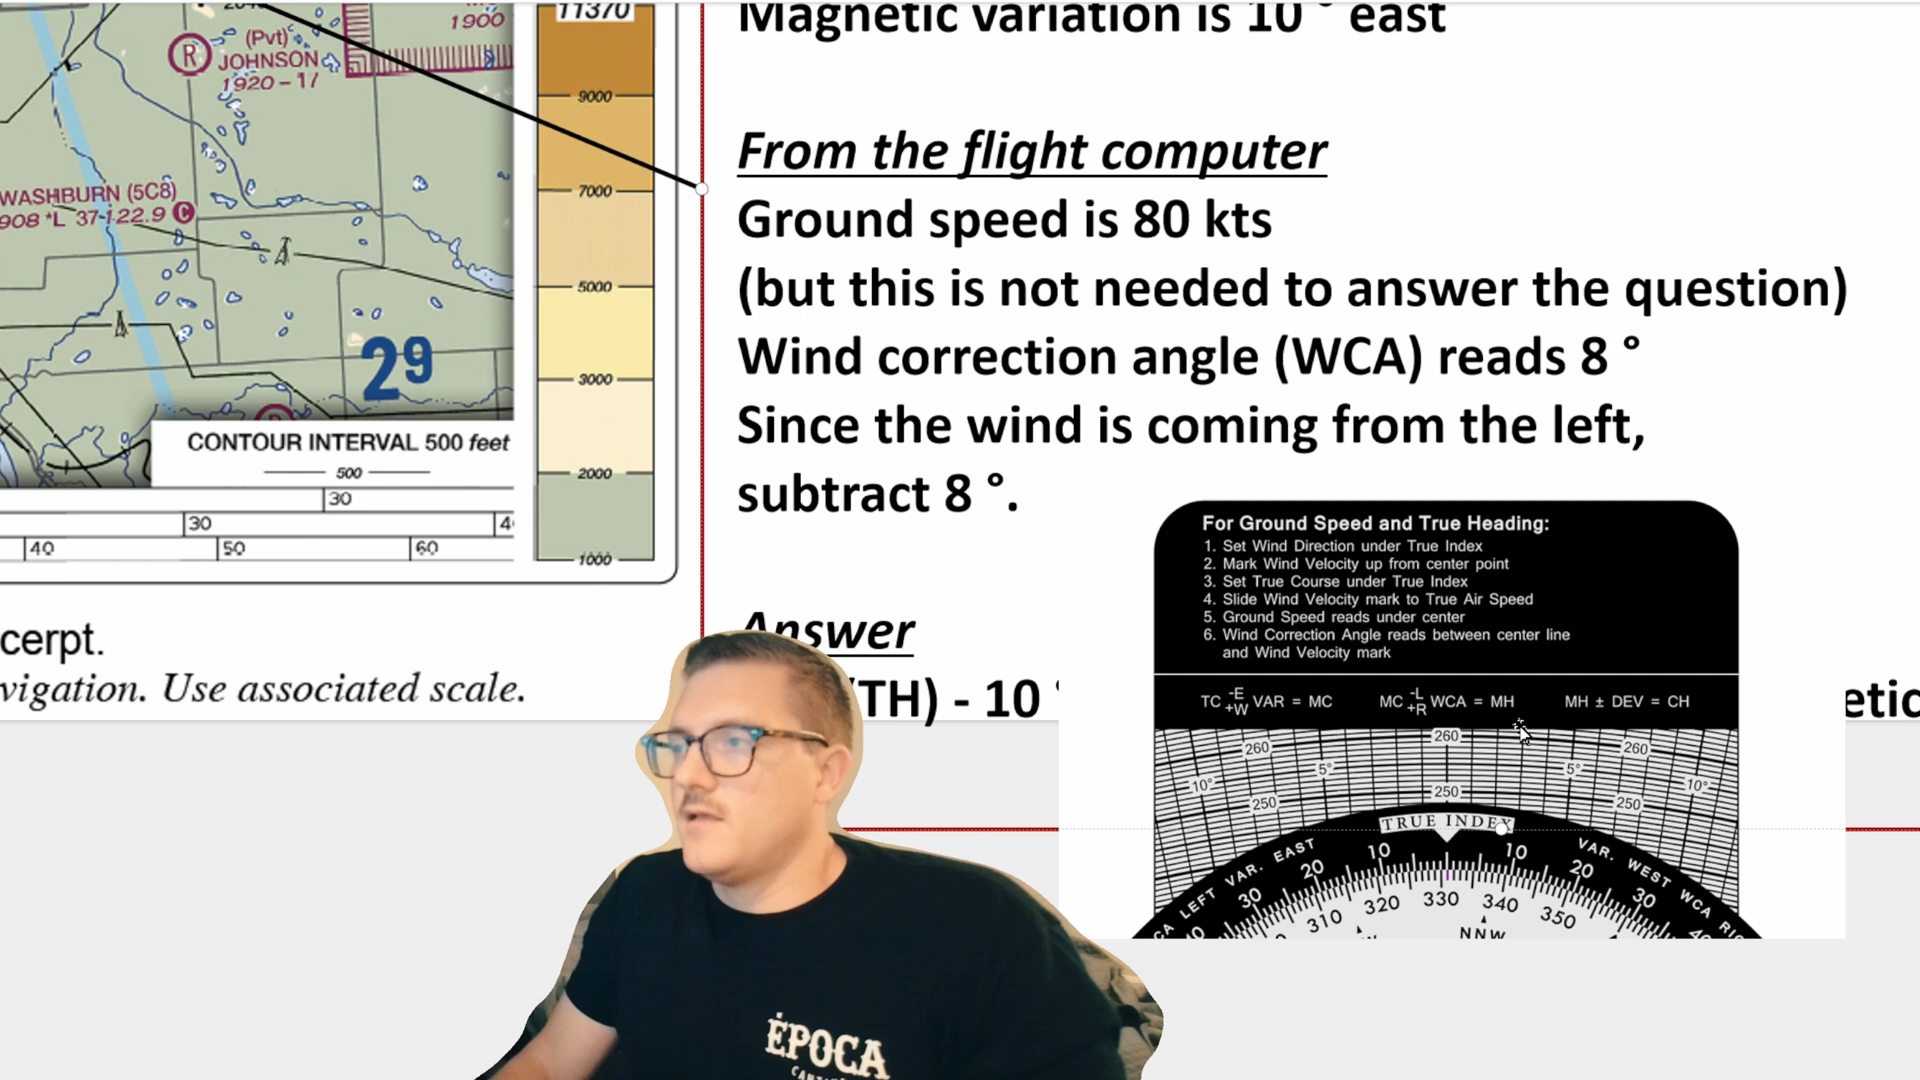 11370
1900
(Pvt)
R JOHNSON
1920 - 17
9000
7000
5000
3000
2000
1000
WASHBURN (5C8)
908 *L 37 122.9 C
29
CONTOUR INTERVAL 500 feet
500
30
30
40
50
60
cerpt.
vigation. Use associated scale.
Magnetic variation is 10 ° east
From the flight computer
Ground speed is 80 kts
(but this is not needed to answer the question)
Wind correction angle (WCA) reads 8 °
Since the wind is coming from the left,
subtract 8 °.
Answer
(TH) - 10 °
etic
For Ground Speed and True Heading:
1. Set Wind Direction under True Index
2. Mark Wind Velocity up from center point
3. Set True Course under True Index
4. Slide Wind Velocity mark to True Air Speed
5. Ground Speed reads under center
6. Wind Correction Angle reads between center line
and Wind Velocity mark
TC -E +W VAR = MC
MC -L +R WCA = MH
MH ± DEV = CH
260 260 260
10° 5° 5° 10°
250 250 250
TRUE INDEX
LEFT VAR. EAST
VAR. WEST WCA
30 20 10 10 20 30
310 320 330 340 350
NNW
ÉPOCA